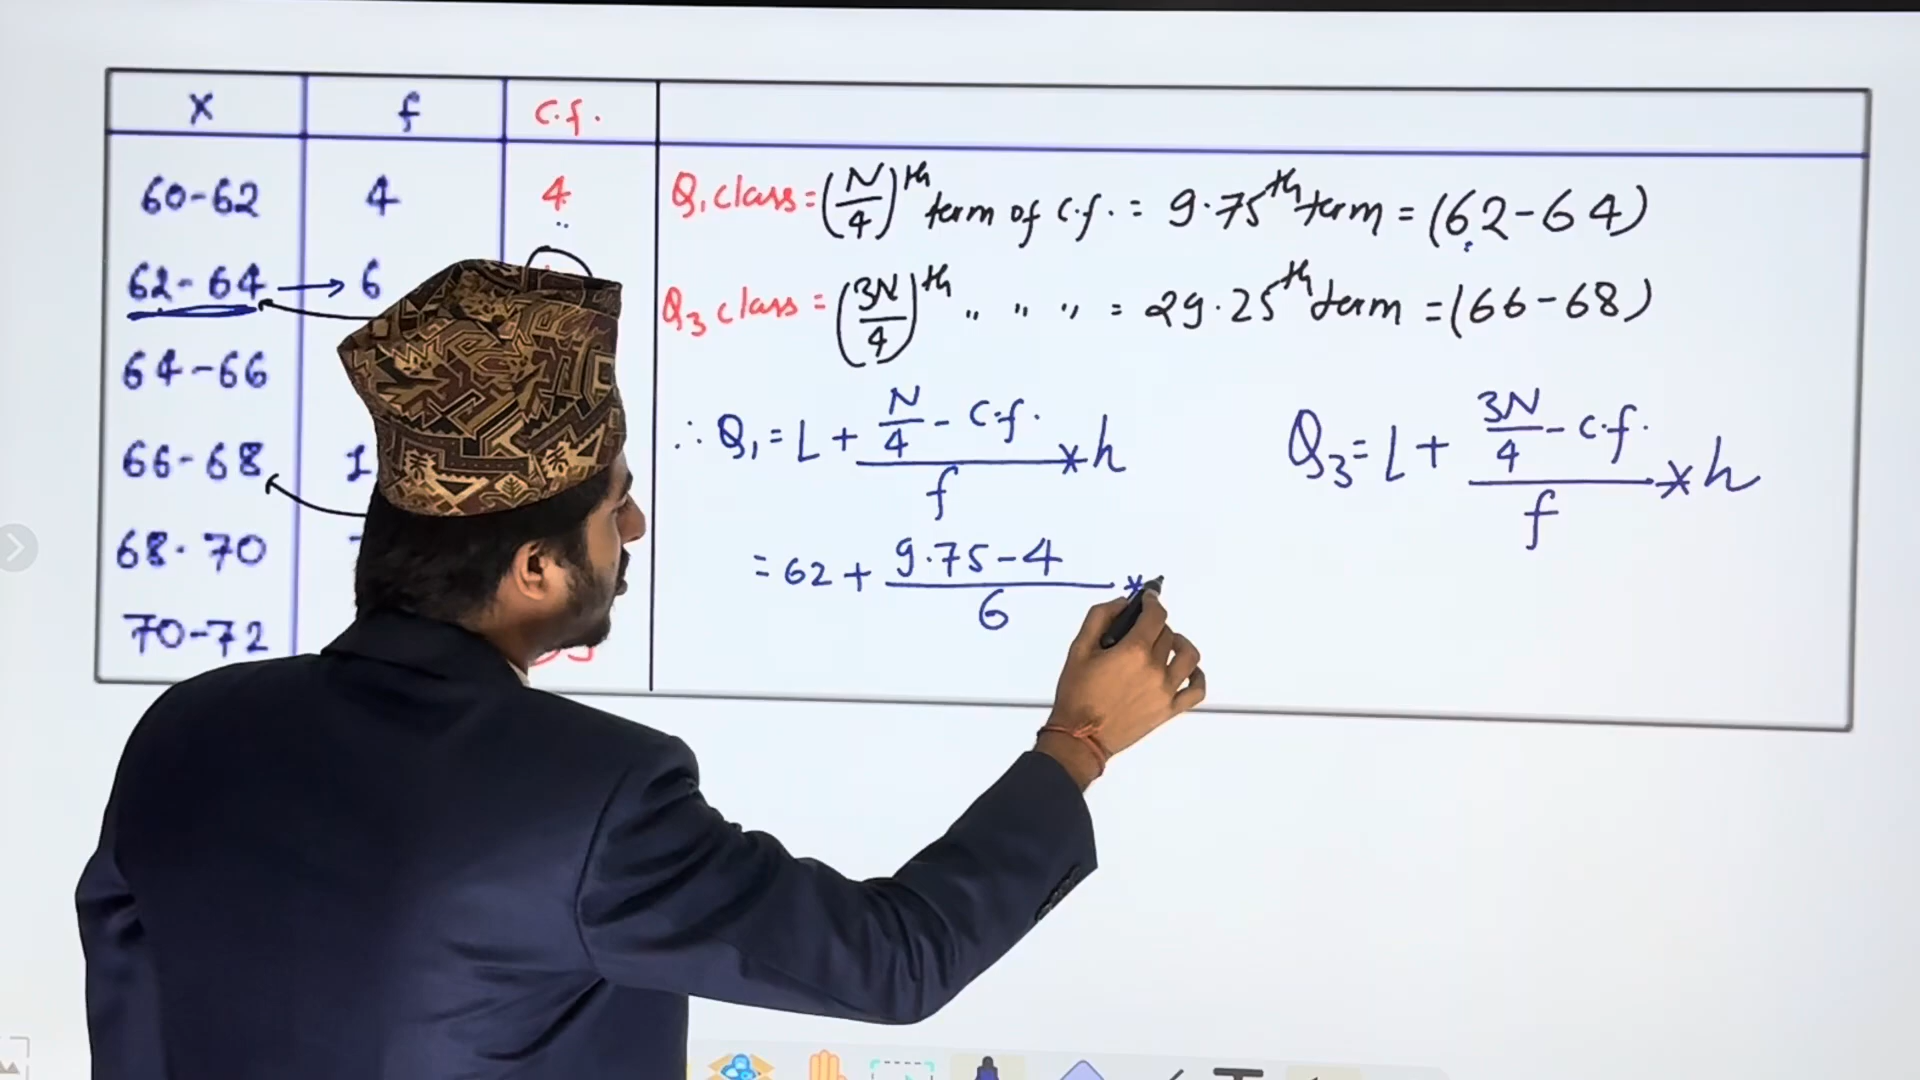 X f c.f.
60-62 4 4
62-64 → 6
64-66
66-68 1
68-70
70-72
Q₁ class = (N/4)th term of c.f. = 9.75th term = (62-64)
Q₃ class = (3N/4)th " " " = 29.25th term = (66-68)
∴ Q₁ = L + (N/4 - c.f.)/f * h
Q₃ = L + (3N/4 - c.f.)/f * h
= 62 + (9.75-4)/6 *